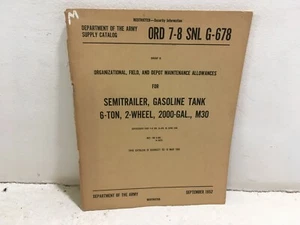 RESTRICTED—Security Information
DEPARTMENT OF THE ARMY
SUPPLY CATALOG
ORD 7-8 SNL G-678
ORGANIZATIONAL, FIELD, AND DEPOT MAINTENANCE ALLOWANCES
FOR
SEMITRAILER, GASOLINE TANK
6-TON, 2-WHEEL, 2000-GAL., M30
DEPARTMENT OF THE ARMY
SEPTEMBER 1952
RESTRICTED